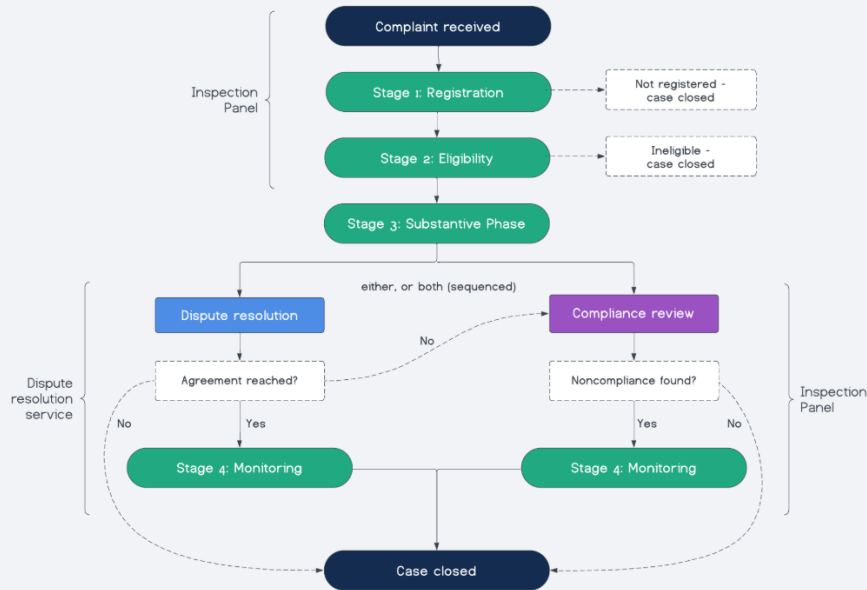 Complaint received
Inspection
Panel
Stage 1: Registration
Not registered -
case closed
Stage 2: Eligibility
Ineligible -
case closed
Stage 3: Substantive Phase
either, or both (sequenced)
Dispute resolution
Compliance review
No
Agreement reached?
Noncompliance found?
Dispute
resolution
service
Inspection
Panel
No
Yes
Yes
No
Stage 4: Monitoring
Stage 4: Monitoring
Case closed